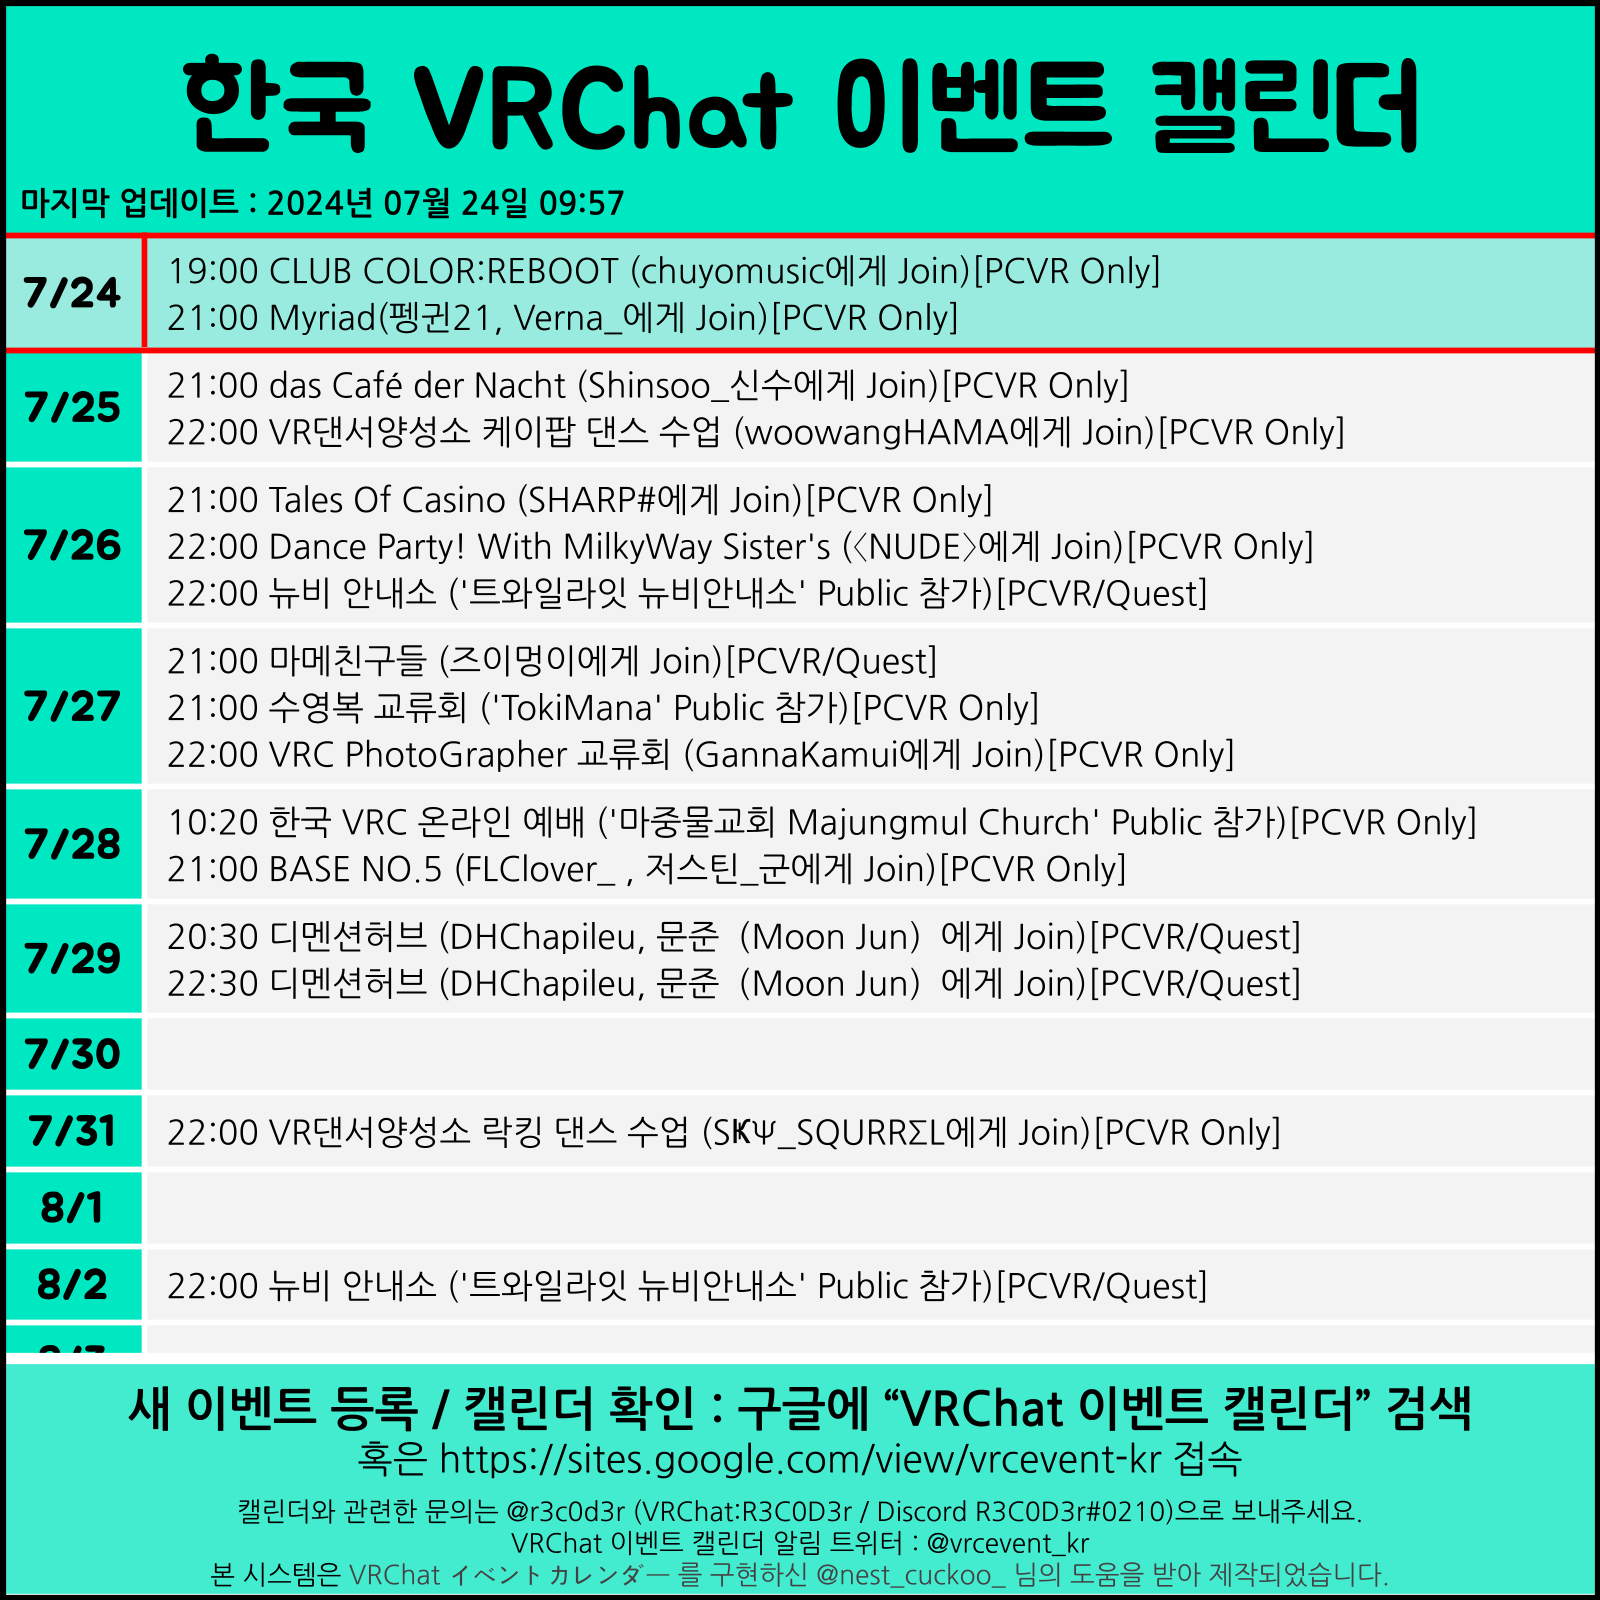 한국 VRChat 이벤트 캘린더
마지막 업데이트 : 2024년 07월 24일 09:57
7/24
19:00 CLUB COLOR:REBOOT (chuyomusic에게 Join)[PCVR Only]
21:00 Myriad(펭귄21, Verna_에게 Join)[PCVR Only]
7/25
21:00 das Café der Nacht (Shinsoo_신수에게 Join)[PCVR Only]
22:00 VR댄서양성소 케이팝 댄스 수업 (woowangHAMA에게 Join)[PCVR Only]
7/26
21:00 Tales Of Casino (SHARP#에게 Join)[PCVR Only]
22:00 Dance Party! With MilkyWay Sister's (〈NUDE〉에게 Join)[PCVR Only]
22:00 뉴비 안내소 ('트와일라잇 뉴비안내소' Public 참가)[PCVR/Quest]
7/27
21:00 마메친구들 (즈이멍이에게 Join)[PCVR/Quest]
21:00 수영복 교류회 ('TokiMana' Public 참가)[PCVR Only]
22:00 VRC PhotoGrapher 교류회 (GannaKamui에게 Join)[PCVR Only]
7/28
10:20 한국 VRC 온라인 예배 ('마중물교회 Majungmul Church' Public 참가)[PCVR Only]
21:00 BASE NO.5 (FLClover_ , 저스틴_군에게 Join)[PCVR Only]
7/29
20:30 디멘션허브 (DHChapileu, 문준（Moon Jun）에게 Join)[PCVR/Quest]
22:30 디멘션허브 (DHChapileu, 문준（Moon Jun）에게 Join)[PCVR/Quest]
7/30
7/31
22:00 VR댄서양성소 락킹 댄스 수업 (S₭Ψ_SQURRΣL에게 Join)[PCVR Only]
8/1
8/2
22:00 뉴비 안내소 ('트와일라잇 뉴비안내소' Public 참가)[PCVR/Quest]
새 이벤트 등록 / 캘린더 확인 : 구글에 “VRChat 이벤트 캘린더” 검색
혹은 https://sites.google.com/view/vrcevent-kr 접속
캘린더와 관련한 문의는 @r3c0d3r (VRChat:R3C0D3r / Discord R3C0D3r#0210)으로 보내주세요.
VRChat 이벤트 캘린더 알림 트위터 : @vrcevent_kr
본 시스템은 VRChat イベントカレンダー 를 구현하신 @nest_cuckoo_ 님의 도움을 받아 제작되었습니다.